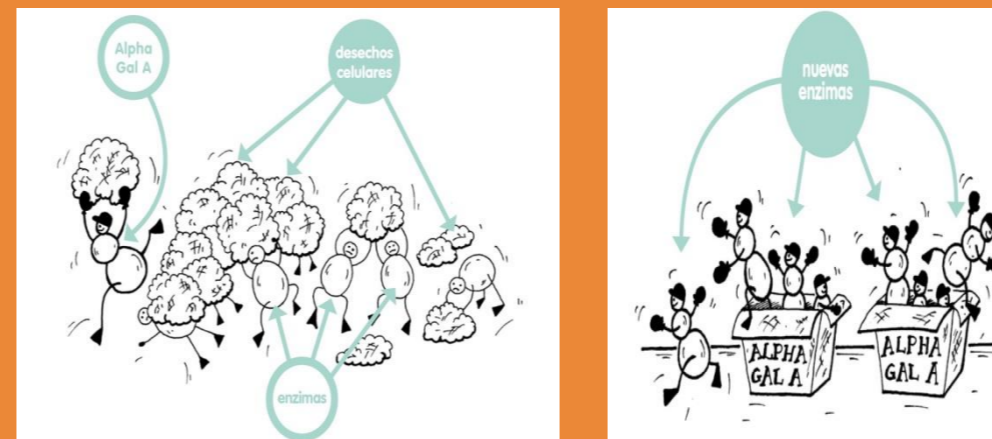 Alpha
Gal A
desechos
celulares
enzimas
nuevas
enzimas
ALPHA
GAL A
ALPHA
GAL A